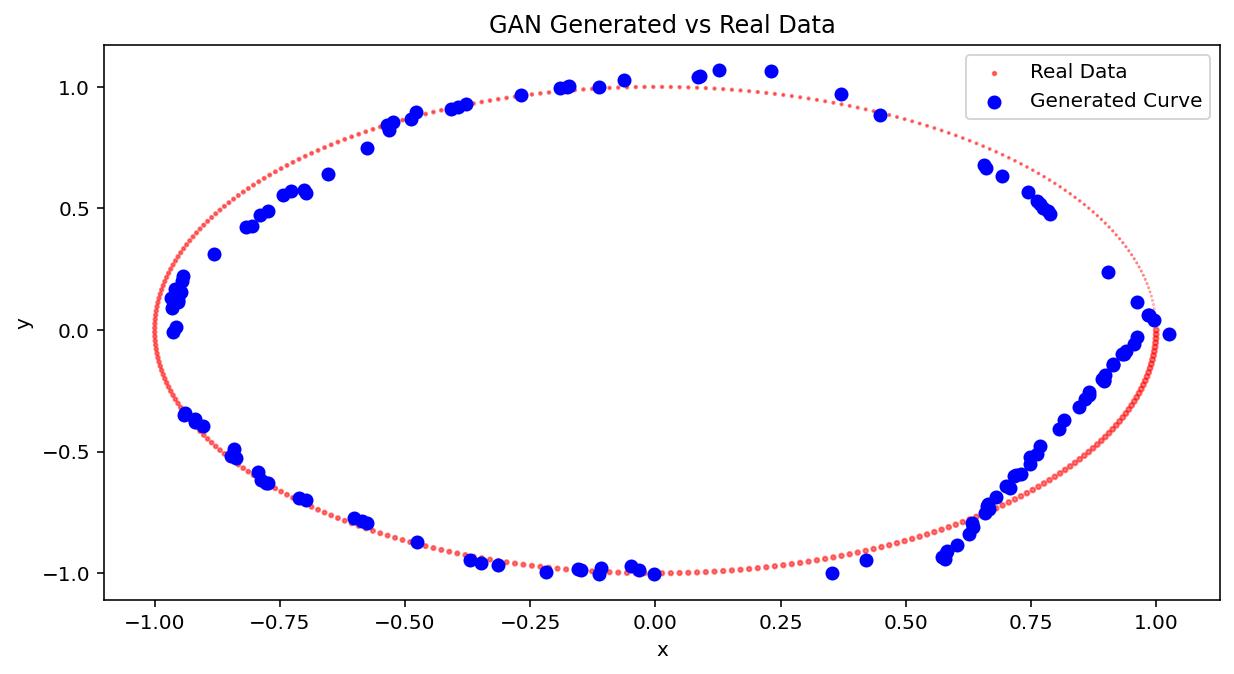 GAN Generated vs Real Data
Real Data
Generated Curve
1.0
0.5
0.0
−0.5
−1.0
y
−1.00 −0.75 −0.50 −0.25 0.00 0.25 0.50 0.75 1.00
x